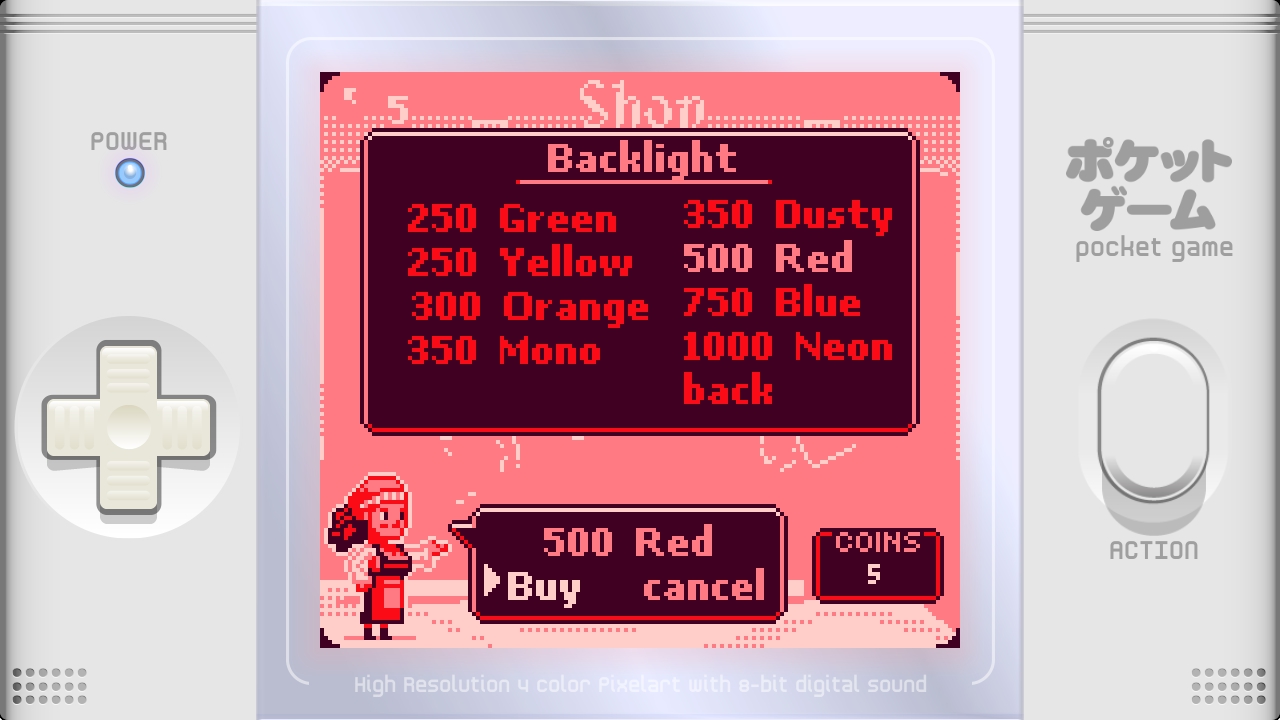 POWER
5
Shop
Backlight
250 Green
250 Yellow
300 Orange
350 Mono
350 Dusty
500 Red
750 Blue
1000 Neon
back
500 Red
Buy cancel
COINS
5
ポケット
ゲーム
pocket game
ACTION
High Resolution 4 color Pixelart with 8-bit digital sound